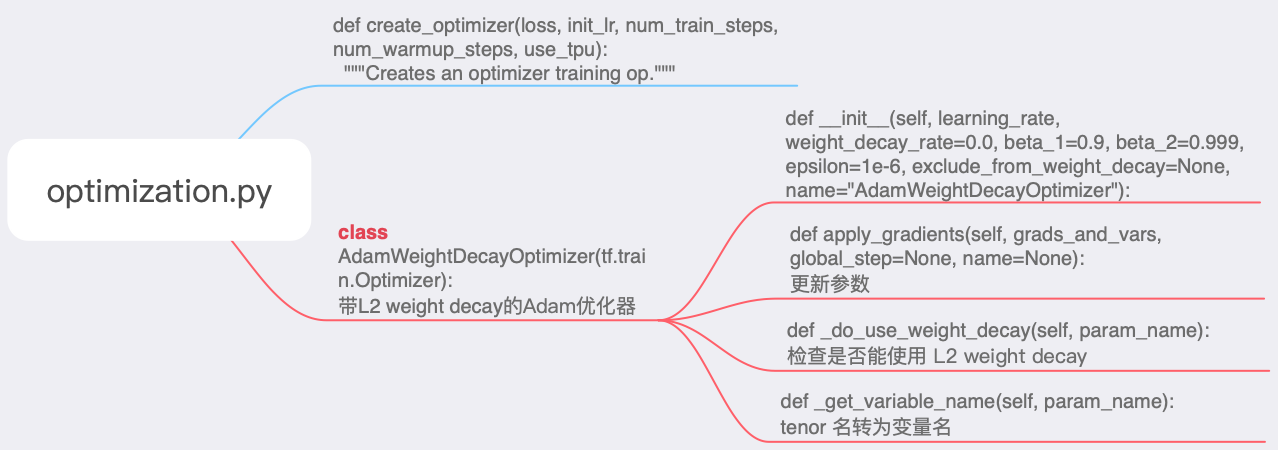 def create_optimizer(loss, init_lr, num_train_steps,
num_warmup_steps, use_tpu):
"""Creates an optimizer training op."""
optimization.py
class
AdamWeightDecayOptimizer(tf.trai
n.Optimizer):
带L2 weight decay的Adam优化器
def __init__(self, learning_rate,
weight_decay_rate=0.0, beta_1=0.9, beta_2=0.999,
epsilon=1e-6, exclude_from_weight_decay=None,
name="AdamWeightDecayOptimizer"):
def apply_gradients(self, grads_and_vars,
global_step=None, name=None):
更新参数
def _do_use_weight_decay(self, param_name):
检查是否能使用 L2 weight decay
def _get_variable_name(self, param_name):
tenor 名转为变量名